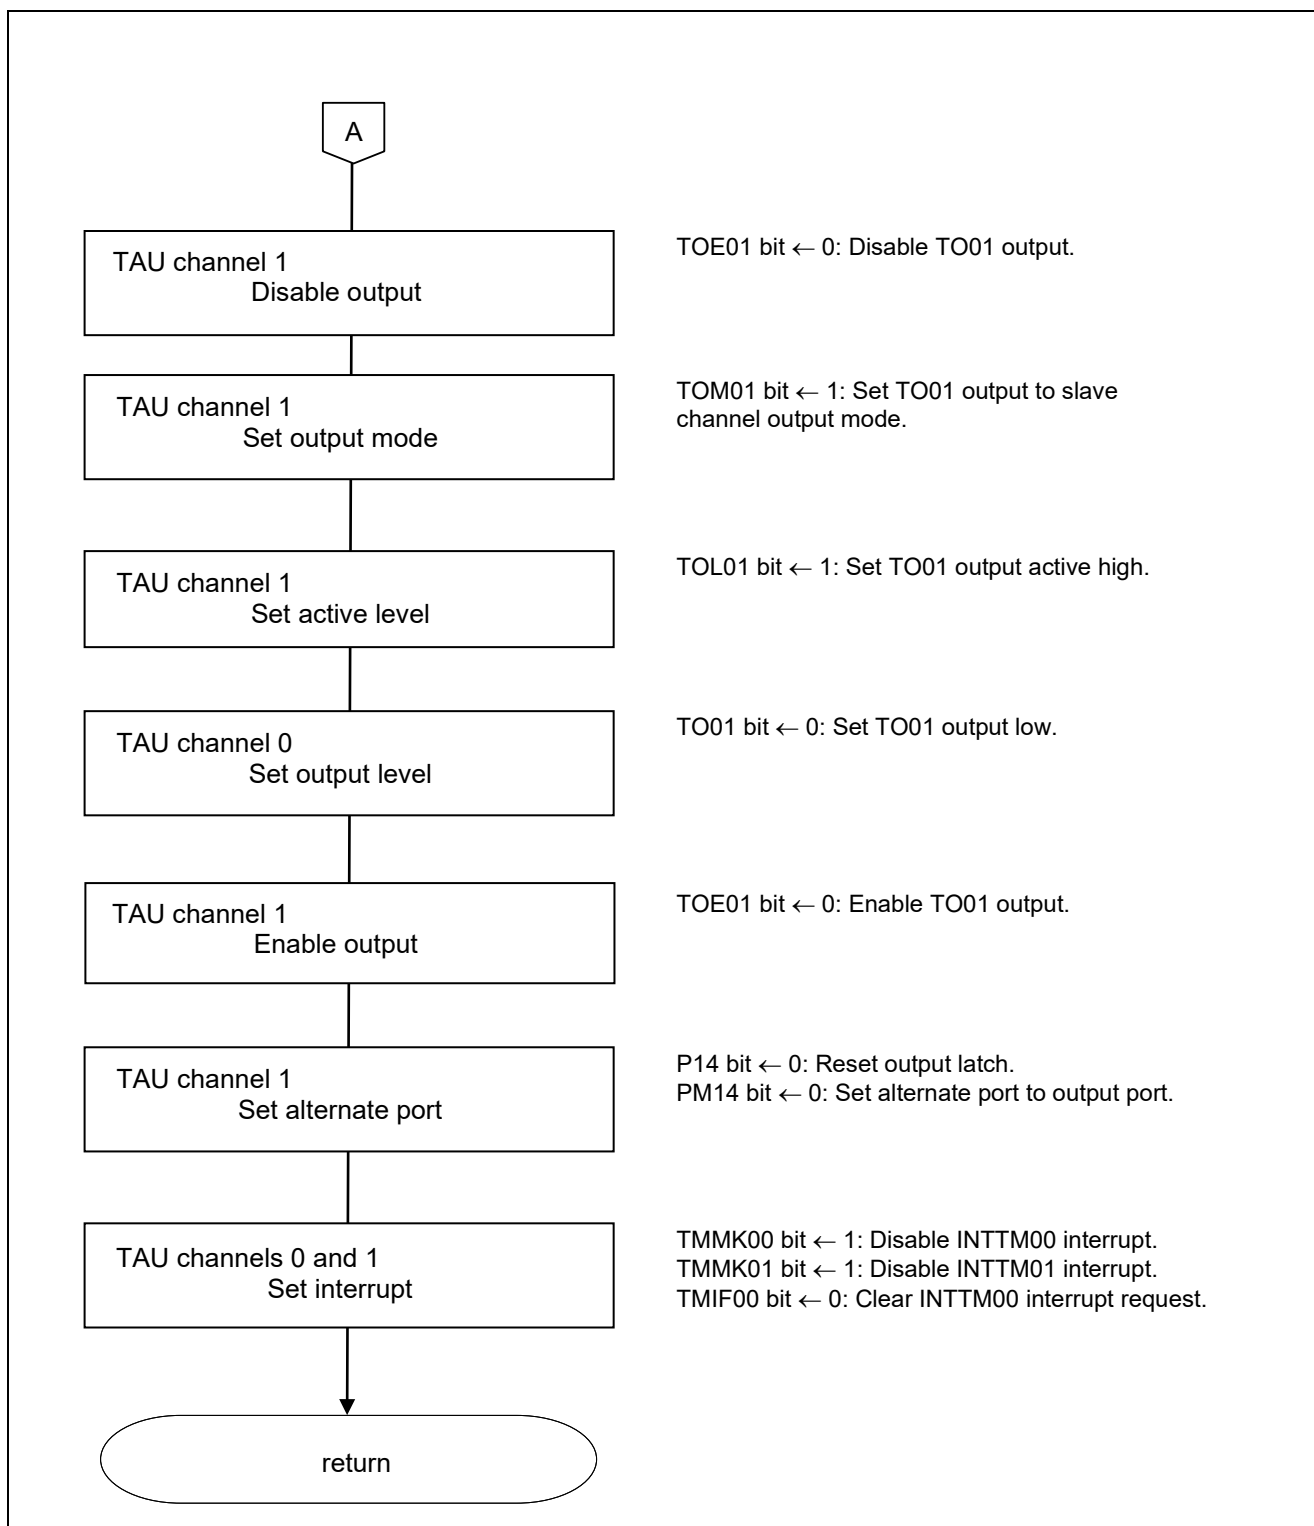 A
TAU channel 1
Disable output
TOE01 bit ← 0: Disable TO01 output.
TAU channel 1
Set output mode
TOM01 bit ← 1: Set TO01 output to slave
channel output mode.
TAU channel 1
Set active level
TOL01 bit ← 1: Set TO01 output active high.
TAU channel 0
Set output level
TO01 bit ← 0: Set TO01 output low.
TAU channel 1
Enable output
TOE01 bit ← 0: Enable TO01 output.
TAU channel 1
Set alternate port
P14 bit ← 0: Reset output latch.
PM14 bit ← 0: Set alternate port to output port.
TAU channels 0 and 1
Set interrupt
TMMK00 bit ← 1: Disable INTTM00 interrupt.
TMMK01 bit ← 1: Disable INTTM01 interrupt.
TMIF00 bit ← 0: Clear INTTM00 interrupt request.
return